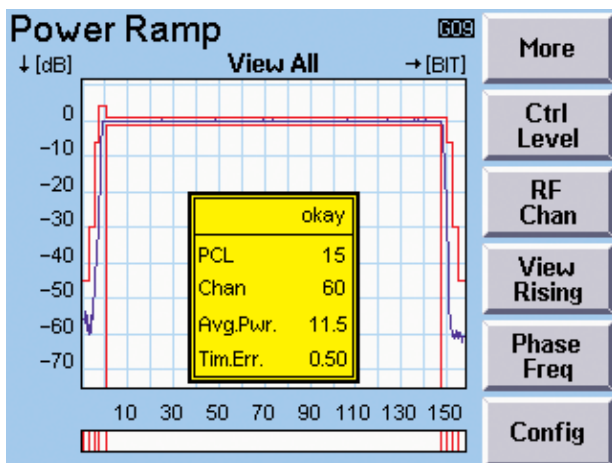 Power Ramp
G09
↓ [dB]
View All
→ [BIT]
0
−10
−20
−30
−40
−50
−60
−70
okay
PCL 15
Chan 60
Avg.Pwr. 11.5
Tim.Err. 0.50
10 30 50 70 90 110 130 150
More
Ctrl
Level
RF
Chan
View
Rising
Phase
Freq
Config